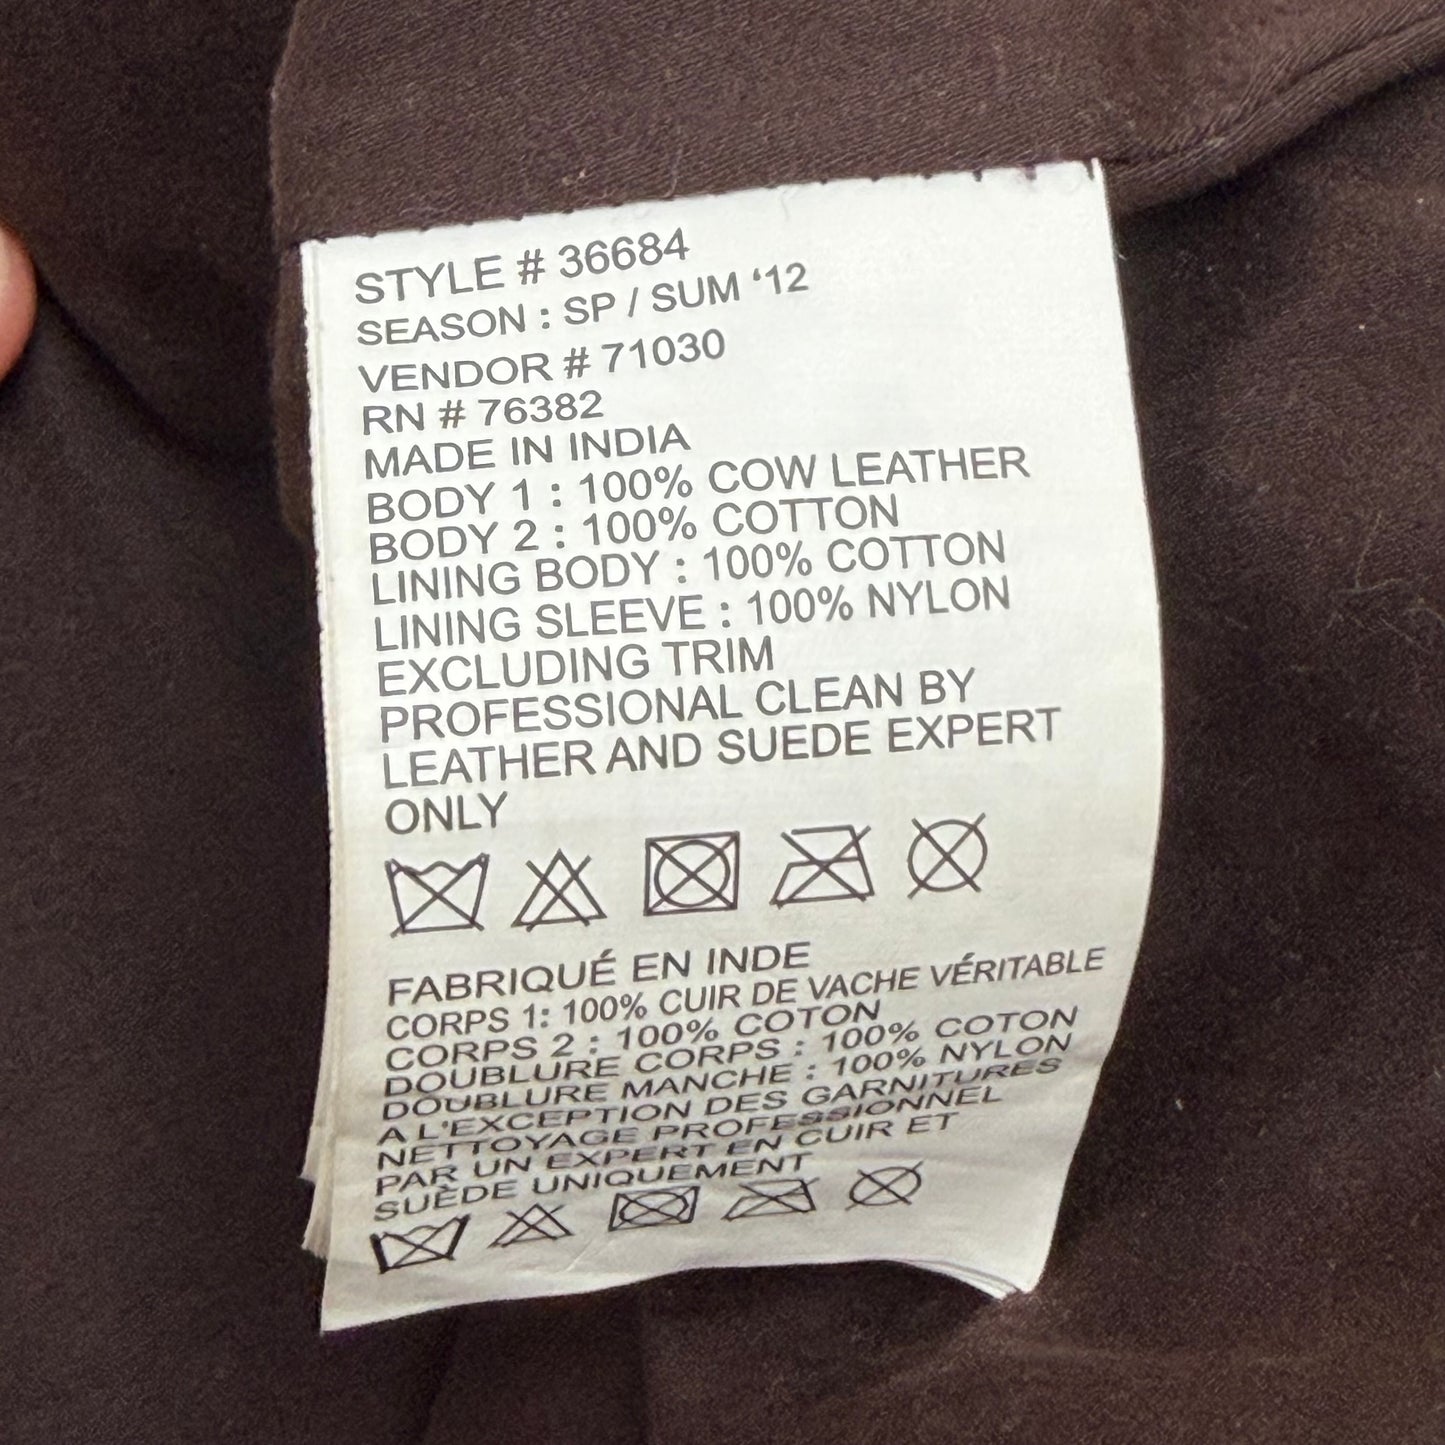 STYLE # 36684
SEASON : SP / SUM ‘12
VENDOR # 71030
RN # 76382
MADE IN INDIA
BODY 1 : 100% COW LEATHER
BODY 2 : 100% COTTON
LINING BODY : 100% COTTON
LINING SLEEVE : 100% NYLON
EXCLUDING TRIM
PROFESSIONAL CLEAN BY
LEATHER AND SUEDE EXPERT
ONLY
FABRIQUÉ EN INDE
CORPS 1: 100% CUIR DE VACHE VÉRITABLE
CORPS 2 : 100% COTON
DOUBLURE CORPS : 100% COTON
DOUBLURE MANCHE : 100% NYLON
A L'EXCEPTION DES GARNITURES
NETTOYAGE PROFESSIONNEL
PAR UN EXPERT EN CUIR ET
SUÈDE UNIQUEMENT